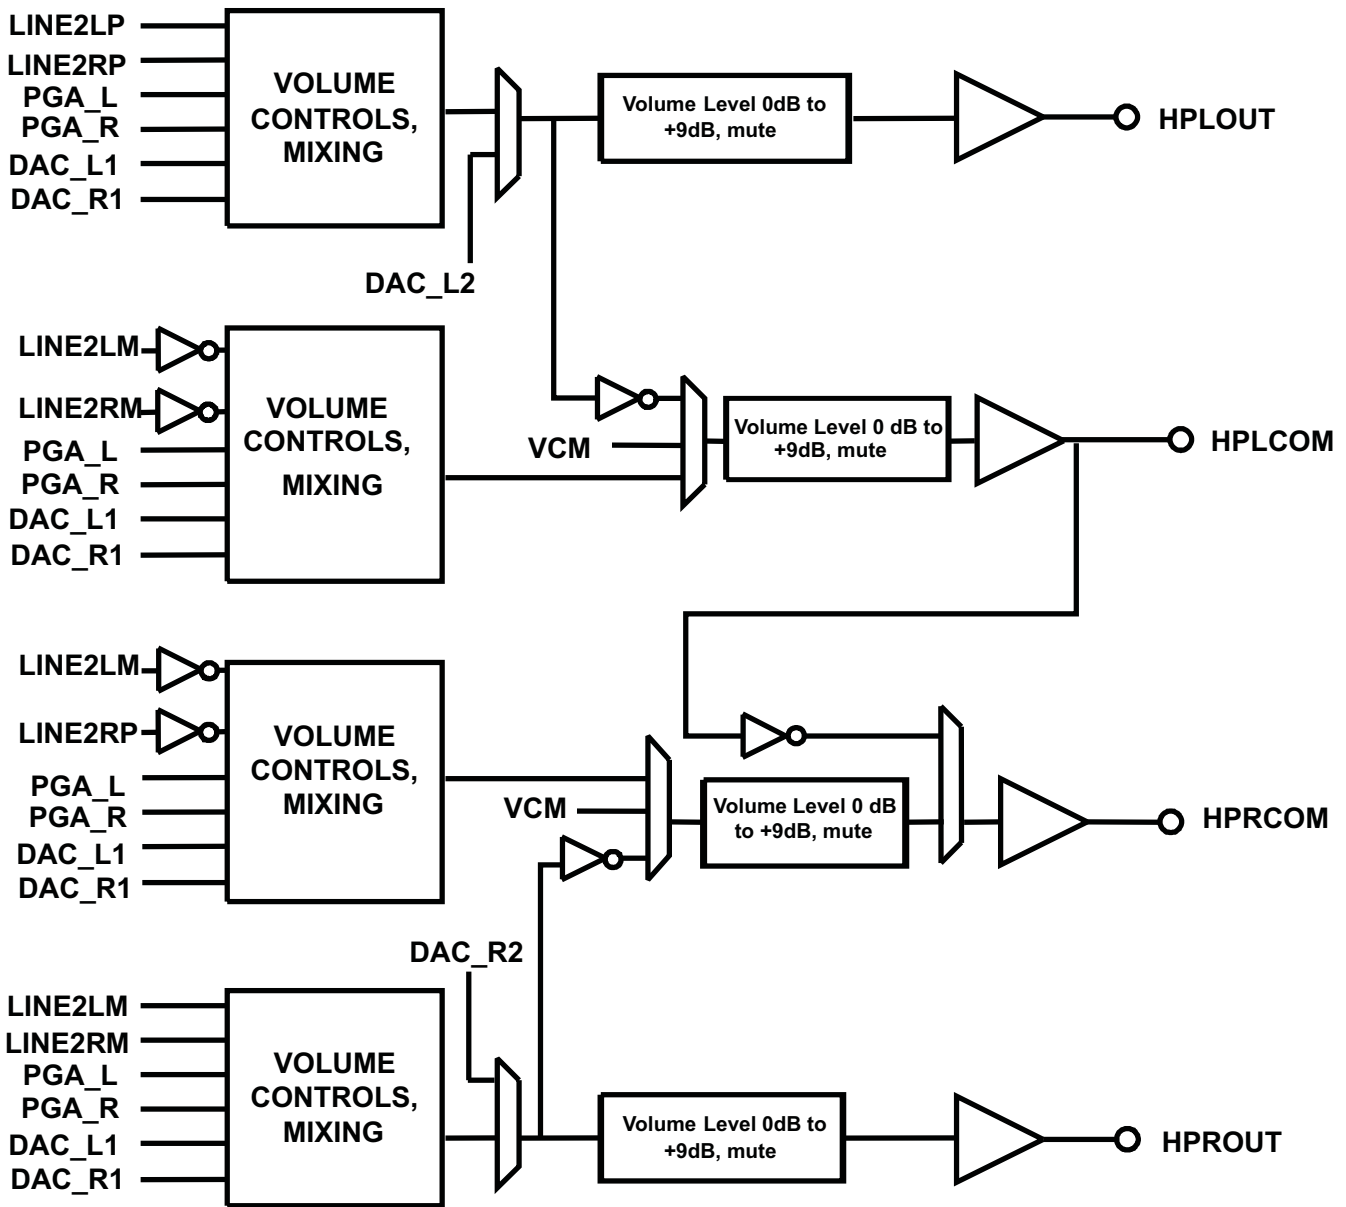 LINE2LP
LINE2RP
PGA_L
PGA_R
DAC_L1
DAC_R1
VOLUME
CONTROLS,
MIXING
DAC_L2
Volume Level 0dB to
+9dB, mute
HPLOUT
LINE2LM
LINE2RM
PGA_L
PGA_R
DAC_L1
DAC_R1
VOLUME
CONTROLS,
MIXING
VCM
Volume Level 0 dB to
+9dB, mute
HPLCOM
LINE2LM
LINE2RP
PGA_L
PGA_R
DAC_L1
DAC_R1
VOLUME
CONTROLS,
MIXING
VCM
Volume Level 0 dB
to +9dB, mute
HPRCOM
DAC_R2
LINE2LM
LINE2RM
PGA_L
PGA_R
DAC_L1
DAC_R1
VOLUME
CONTROLS,
MIXING
Volume Level 0dB to
+9dB, mute
HPROUT